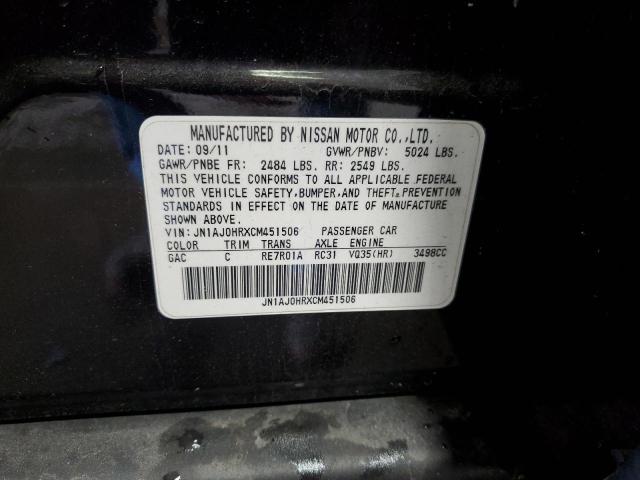 MANUFACTURED BY NISSAN MOTOR CO.,LTD.
DATE: 09/11 GVWR/PNBV: 5024 LBS.
GAWR/PNBE FR: 2484 LBS. RR: 2549 LBS.
THIS VEHICLE CONFORMS TO ALL APPLICABLE FEDERAL
MOTOR VEHICLE SAFETY, BUMPER, AND THEFT PREVENTION
STANDARDS IN EFFECT ON THE DATE OF MANUFACTURE
SHOWN ABOVE.
VIN: JN1AJ0HRXCM451506 PASSENGER CAR
COLOR TRIM TRANS AXLE ENGINE
GAC C RE7R01A RC31 VQ35(HR) 3498CC
JN1AJ0HRXCM451506